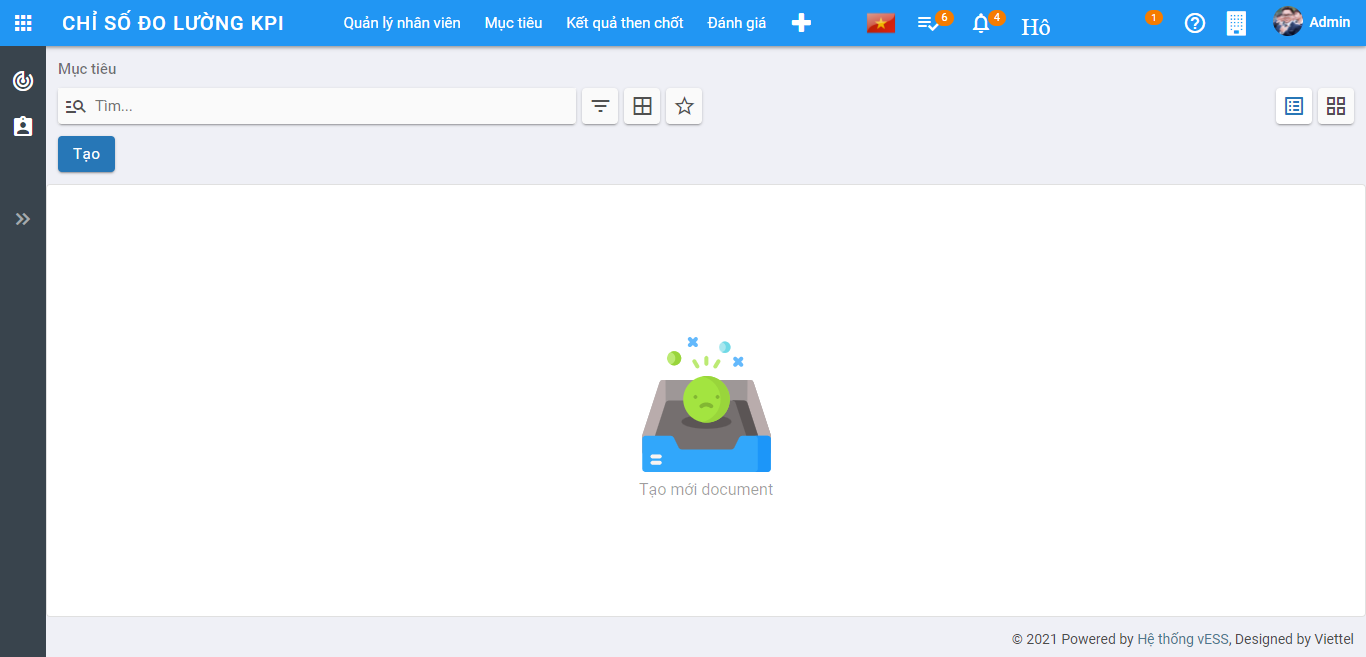 CHỈ SỐ ĐO LƯỜNG KPI
Quản lý nhân viên Mục tiêu Kết quả then chốt Đánh giá
6 4 Hô 1 Admin
Mục tiêu
Tìm...
Tạo
Tạo mới document
© 2021 Powered by Hệ thống vESS, Designed by Viettel